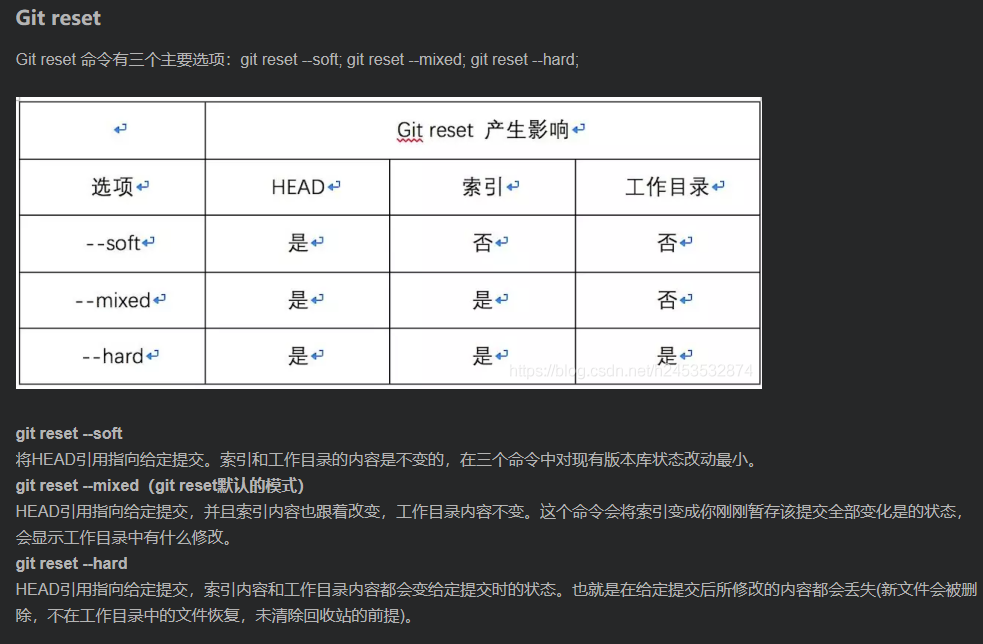 Git reset
Git reset 命令有三个主要选项：git reset --soft; git reset --mixed; git reset --hard;
Git reset 产生影响
选项 HEAD 索引 工作目录
--soft 是 否 否
--mixed 是 是 否
--hard 是 是 是
https://blog.csdn.net/h2453532874
git reset --soft
将HEAD引用指向给定提交。索引和工作目录的内容是不变的，在三个命令中对现有版本库状态改动最小。
git reset --mixed（git reset默认的模式）
HEAD引用指向给定提交，并且索引内容也跟着改变，工作目录内容不变。这个命令会将索引变成你刚刚暂存该提交全部变化是的状态，
会显示工作目录中有什么修改。
git reset --hard
HEAD引用指向给定提交，索引内容和工作目录内容都会变给定提交时的状态。也就是在给定提交后所修改的内容都会丢失(新文件会被删
除，不在工作目录中的文件恢复，未清除回收站的前提)。